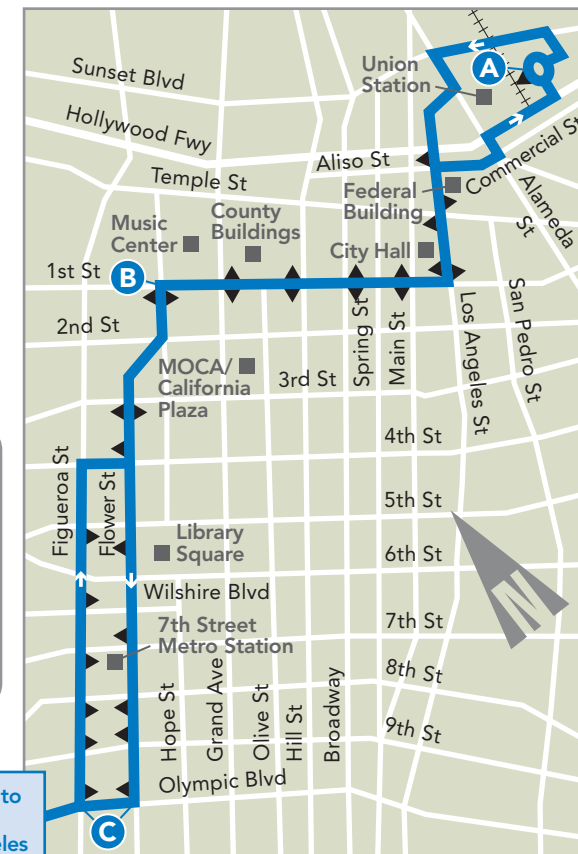 Sunset Blvd
Union
Station
A
Hollywood Fwy
Aliso St
Commercial St
Temple St
Federal
Building
Alameda
St
Music
Center
County
Buildings
City Hall
1st St
B
2nd St
Spring St
Main St
Los Angeles St
San Pedro St
MOCA/
California
Plaza
3rd St
4th St
Figueroa St
Flower St
5th St
Library
Square
6th St
N
Wilshire Blvd
7th Street
Metro Station
7th St
8th St
9th St
Hope St
Grand Ave
Olive St
Hill St
Broadway
Olympic Blvd
to
eles
C